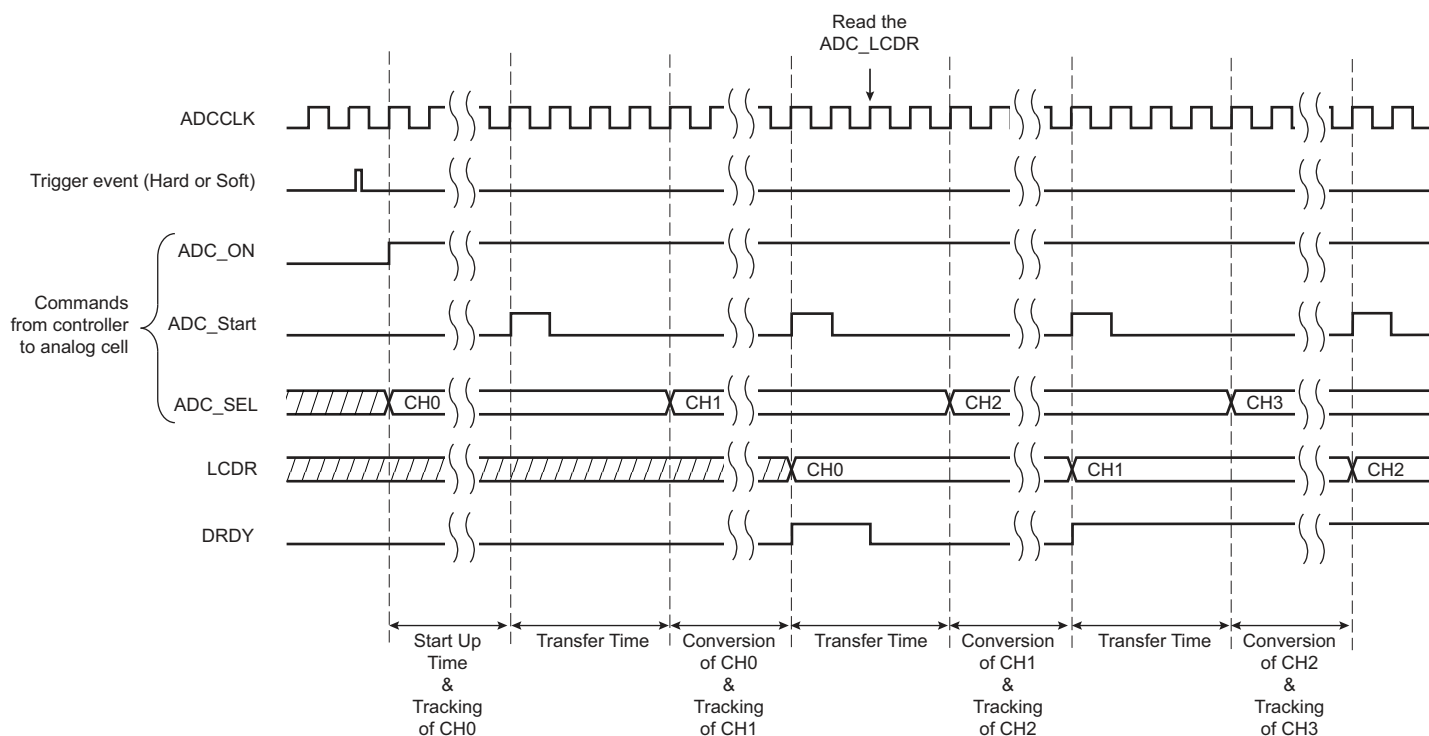 Read the
ADC_LCDR
ADCCLK
Trigger event (Hard or Soft)
ADC_ON
Commands
from controller
to analog cell
ADC_Start
ADC_SEL
CH0
CH1
CH2
CH3
LCDR
CH0
CH1
CH2
DRDY
Start Up
Time
&
Tracking
of CH0
Transfer Time
Conversion
of CH0
&
Tracking
of CH1
Transfer Time
Conversion
of CH1
&
Tracking
of CH2
Transfer Time
Conversion
of CH2
&
Tracking
of CH3